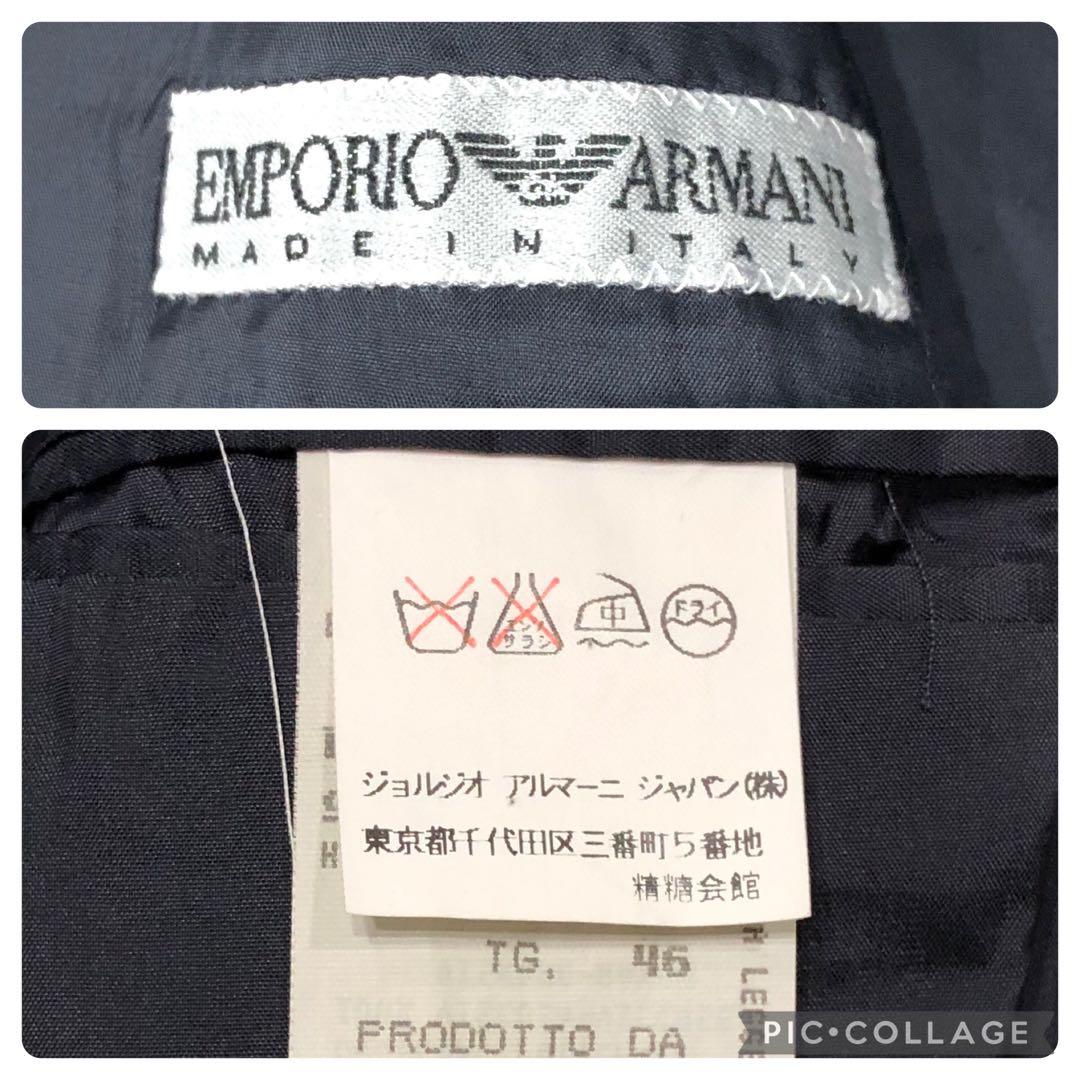 EMPORIO ARMANI
MADE IN ITALY
エンソ
サラシ
中
ドライ
ジョルジオ アルマーニ ジャパン(株)
東京都千代田区三番町5番地
精糖会館
TG. 46
PRODOTTO DA
PIC•COLLAGE